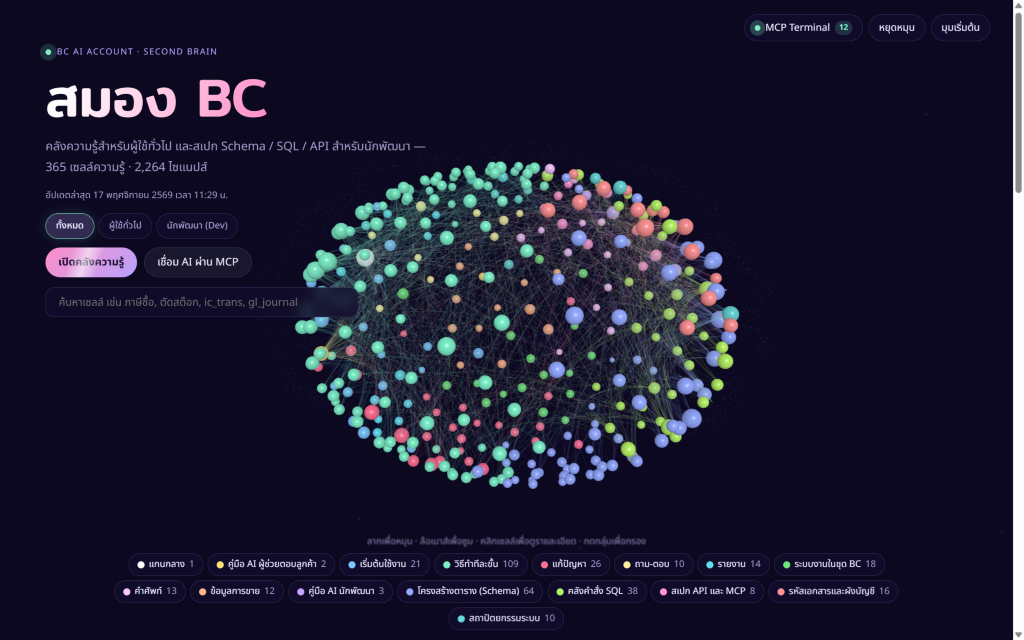 MCP Terminal 12 หยุดหมุน มุมเริ่มต้น
BC AI ACCOUNT · SECOND BRAIN
สมอง BC
คลังความรู้สำหรับผู้ใช้ทั่วไป และสเปก Schema / SQL / API สำหรับนักพัฒนา —
365 เซลล์ความรู้ · 2,264 ไซแนปส์
อัปเดตล่าสุด 17 พฤศจิกายน 2569 เวลา 11:29 น.
ทั้งหมด ผู้ใช้ทั่วไป นักพัฒนา (Dev)
เปิดคลังความรู้ เชื่อม AI ผ่าน MCP
ค้นหาเซลล์ เช่น ภาษีซื้อ, ตัดสต็อก, ic_trans, gl_journal
ลากเพื่อหมุน · ล้อเมาส์เพื่อซูม · คลิกเซลล์เพื่อดูรายละเอียด · กดกลุ่มเพื่อกรอง
แกนกลาง 1 คู่มือ AI ผู้ช่วยตอบลูกค้า 2 เริ่มต้นใช้งาน 21 วิธีทำทีละขั้น 109 แก้ปัญหา 26 ถาม-ตอบ 10 รายงาน 14 ระบบงานในชุด BC 18
คำศัพท์ 13 ข้อมูลการขาย 12 คู่มือ AI นักพัฒนา 3 โครงสร้างตาราง (Schema) 64 คลังคำสั่ง SQL 38 สเปก API และ MCP 8 รหัสเอกสารและผังบัญชี 16
สถาปัตยกรรมระบบ 10